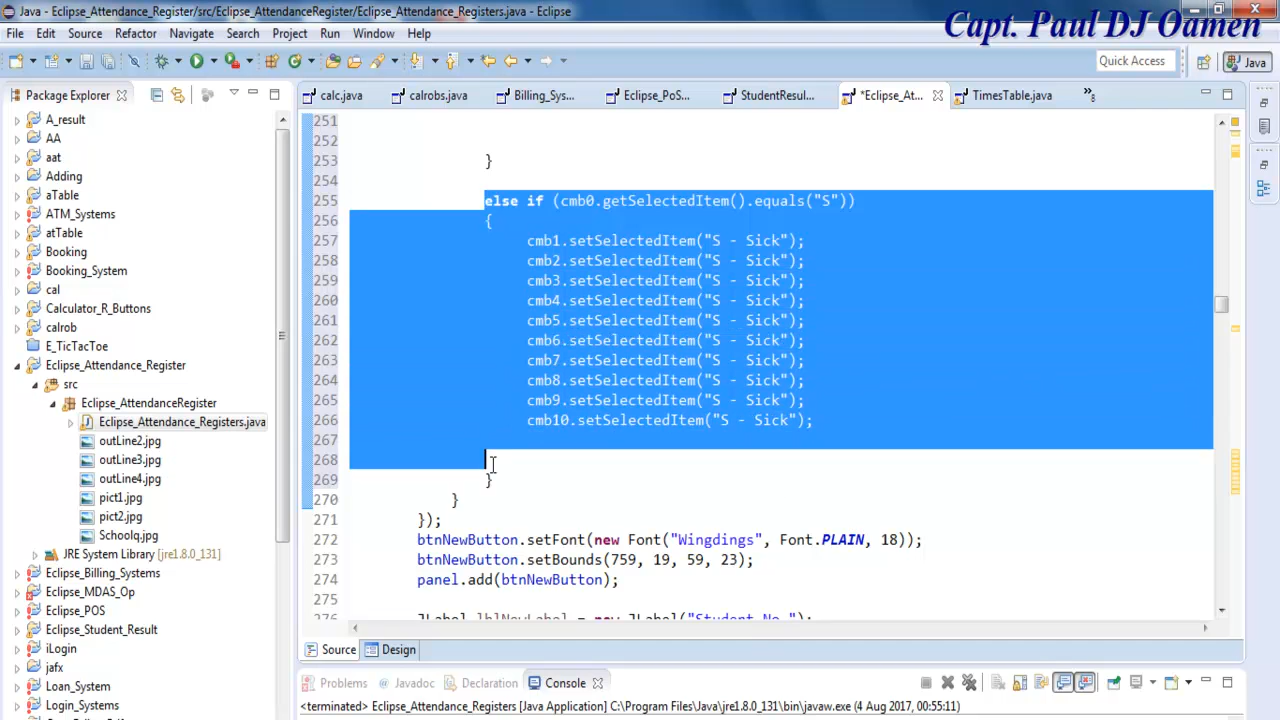 Java - Eclipse_Attendance_Register/src/Eclipse_AttendanceRegister/Eclipse_Attendance_Registers.java - Eclipse
Capt. Paul DJ Oamen
File Edit Source Refactor Navigate Search Project Run Window Help
Quick Access
Java
Package Explorer
calc.java calrobs.java Billing_Sys... Eclipse_PoS... StudentResul... *Eclipse_At... TimesTable.java »8
A_result
AA
aat
Adding
aTable
ATM_Systems
atTable
Booking
Booking_System
cal
Calculator_R_Buttons
calrob
E_TicTacToe
Eclipse_Attendance_Register
src
Eclipse_AttendanceRegister
Eclipse_Attendance_Registers.java
outLine2.jpg
outLine3.jpg
outLine4.jpg
pict1.jpg
pict2.jpg
Schoolq.jpg
JRE System Library [jre1.8.0_131]
Eclipse_Billing_Systems
Eclipse_MDAS_Op
Eclipse_POS
Eclipse_Student_Result
iLogin
jafx
Loan_System
Login_Systems
251
252
253 }
254
255 else if (cmb0.getSelectedItem().equals("S"))
256 {
257 cmb1.setSelectedItem("S - Sick");
258 cmb2.setSelectedItem("S - Sick");
259 cmb3.setSelectedItem("S - Sick");
260 cmb4.setSelectedItem("S - Sick");
261 cmb5.setSelectedItem("S - Sick");
262 cmb6.setSelectedItem("S - Sick");
263 cmb7.setSelectedItem("S - Sick");
264 cmb8.setSelectedItem("S - Sick");
265 cmb9.setSelectedItem("S - Sick");
266 cmb10.setSelectedItem("S - Sick");
267
268
269 }
270 }
271 });
272 btnNewButton.setFont(new Font("Wingdings", Font.PLAIN, 18));
273 btnNewButton.setBounds(759, 19, 59, 23);
274 panel.add(btnNewButton);
275
276 JLabel lblNewLabel = new JLabel("Student No.");
Source Design
Problems Javadoc Declaration Console
<terminated> Eclipse_Attendance_Registers [Java Application] C:\Program Files\Java\jre1.8.0_131\bin\javaw.exe (4 Aug 2017, 00:55:11)